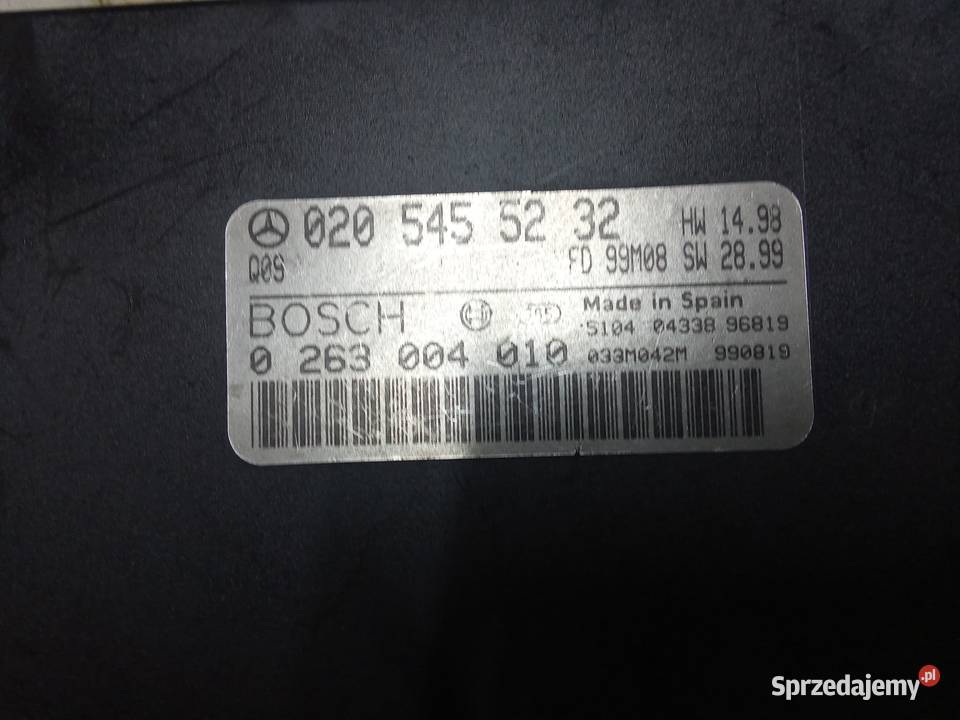 020 545 52 32 HW 14.98
Q09 FD 99M08 SW 28.99
BOSCH Made in Spain
5104 04338 96819
0 263 004 010 033M042M 990819
Sprzedajemy.pl